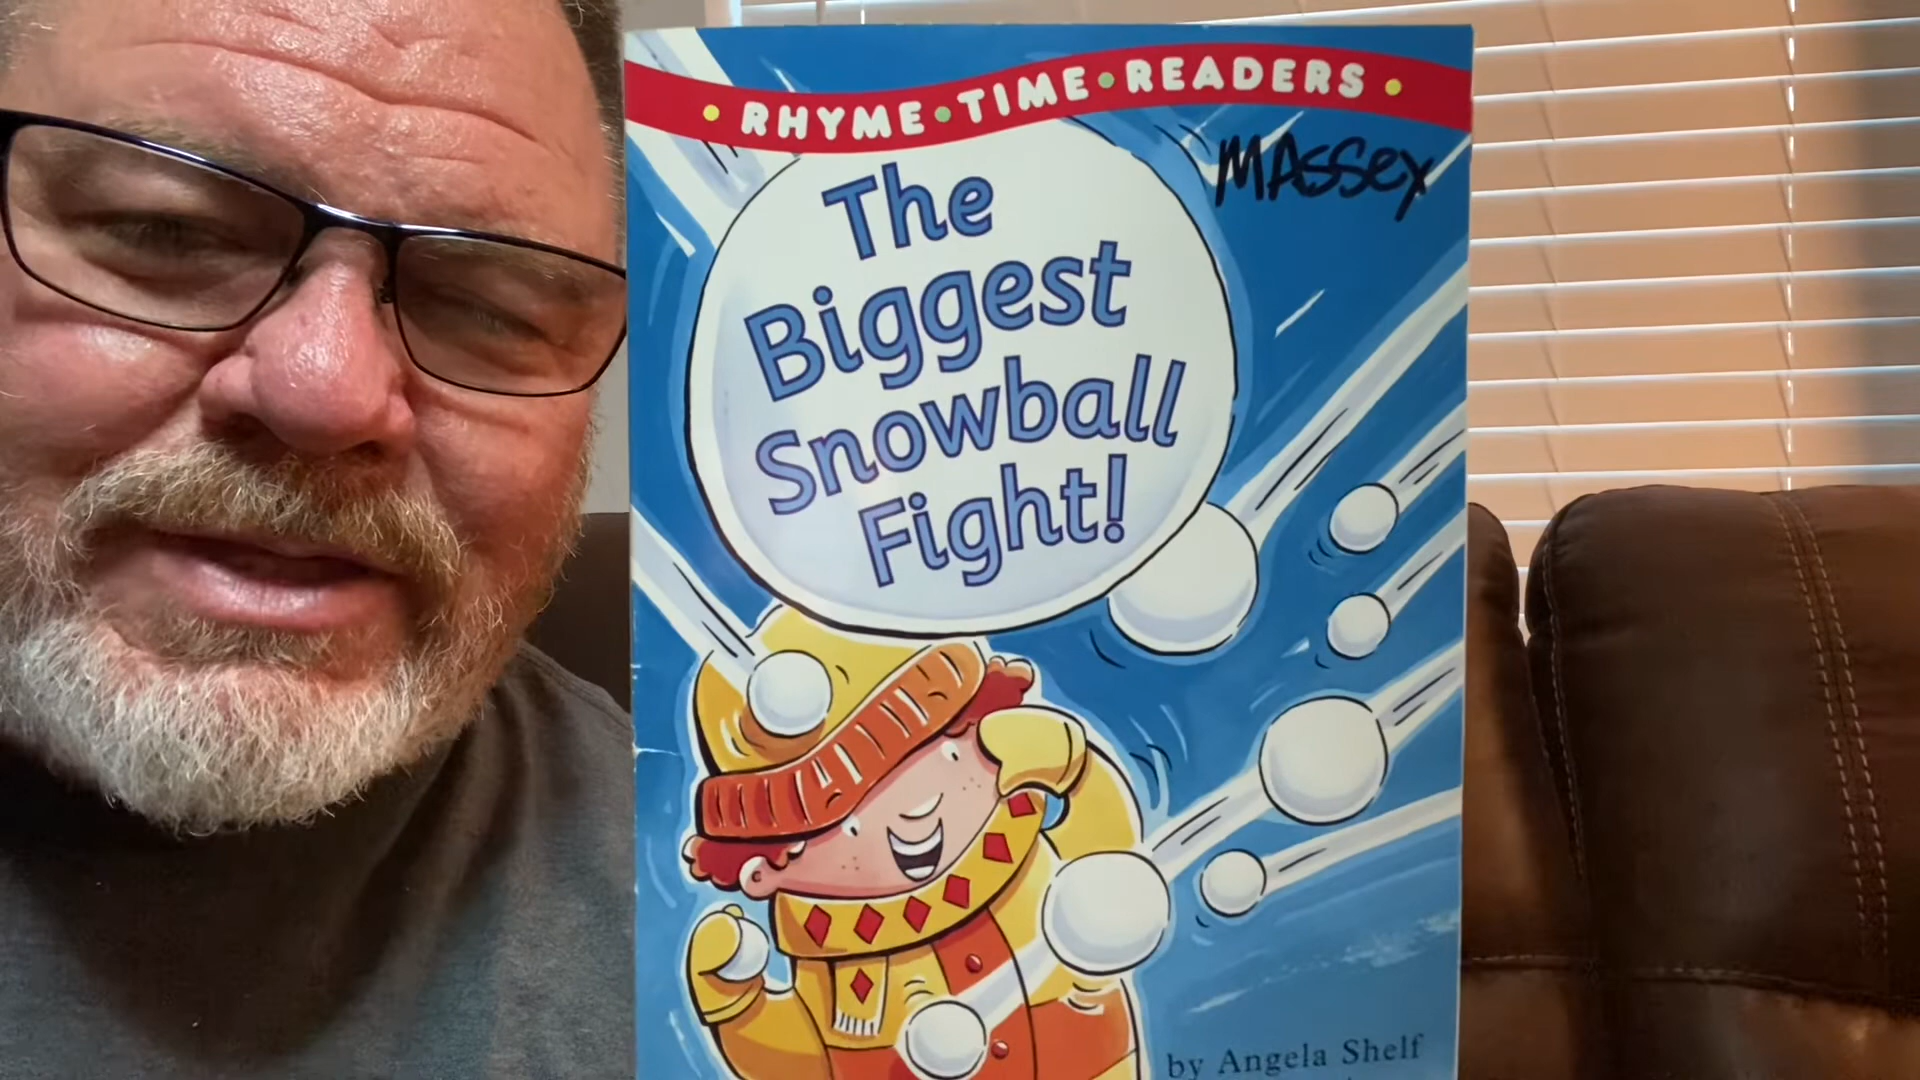 RHYME • TIME • READERS
MASSEY
The
Biggest
Snowball
Fight!
by Angela Shelf